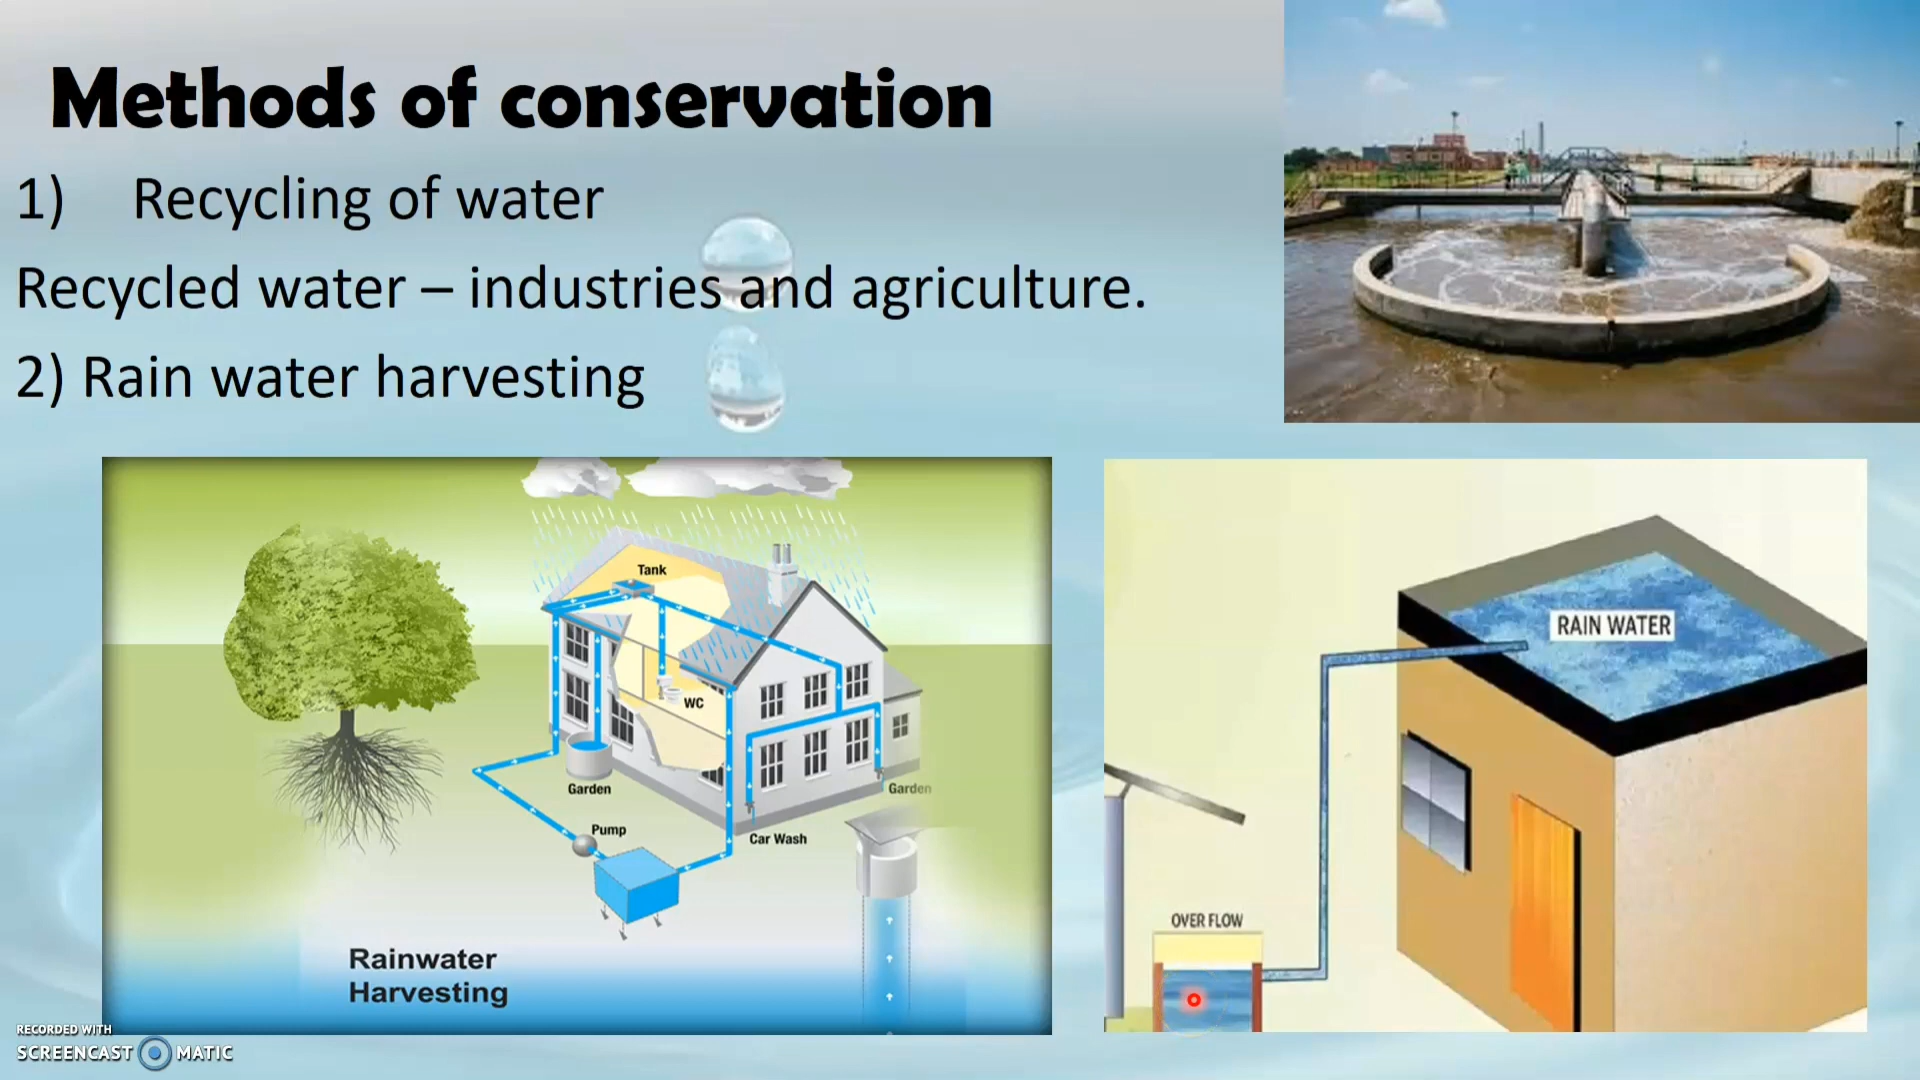 Methods of conservation
1) Recycling of water
Recycled water – industries and agriculture.
2) Rain water harvesting
Tank
WC
Garden
Garden
Pump
Car Wash
Rainwater
Harvesting
RAIN WATER
OVER FLOW
RECORDED WITH
SCREENCAST MATIC